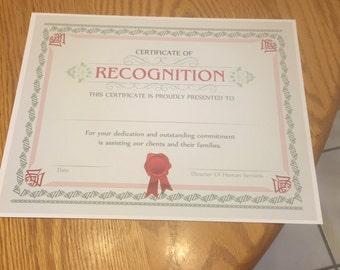 CERTIFICATE OF
RECOGNITION
THIS CERTIFICATE IS PROUDLY PRESENTED TO
For your dedication and outstanding commitment
is assisting our clients and their families.
Date
Director Of Human Services